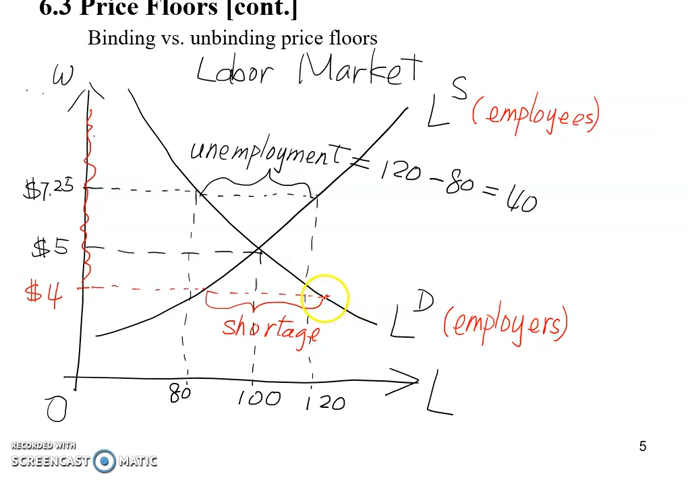 6.3 Price Floors [cont.]
Binding vs. unbinding price floors
W
Labor Market
L^S (employees)
unemployment = 120 - 80 = 40
$7.25
$5
$4
shortage
L^D (employers)
80
100
120
L
O
5
RECORDED WITH
SCREENCAST MATIC